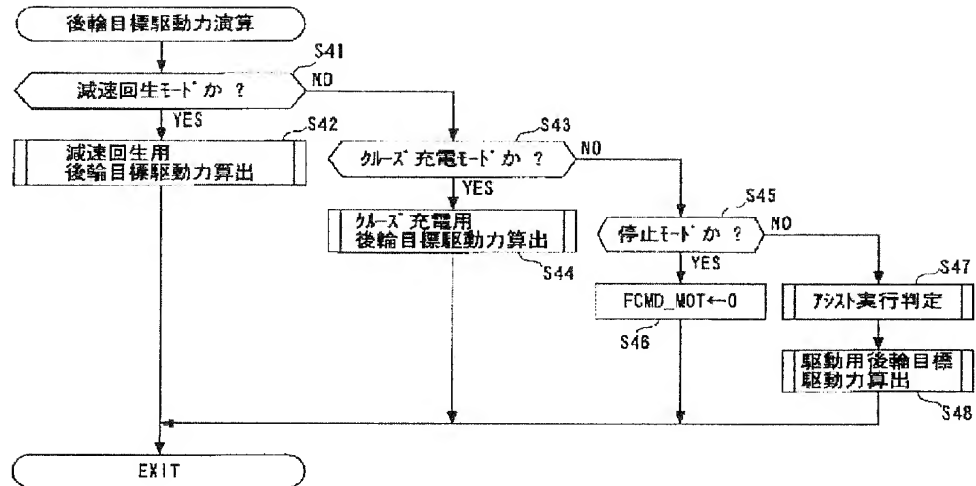 後輪目標駆動力演算
S41
減速回生ﾓｰﾄﾞか ?
NO
YES
S42
減速回生用
後輪目標駆動力算出
S43
ｸﾙｰｽﾞ充電ﾓｰﾄﾞか ?
NO
YES
ｸﾙｰｽﾞ充電用
後輪目標駆動力算出
S44
S45
停止ﾓｰﾄﾞか ?
NO
YES
FCMD_MOT←0
S46
S47
ｱｼｽﾄ実行判定
駆動用後輪目標
駆動力算出
S48
EXIT